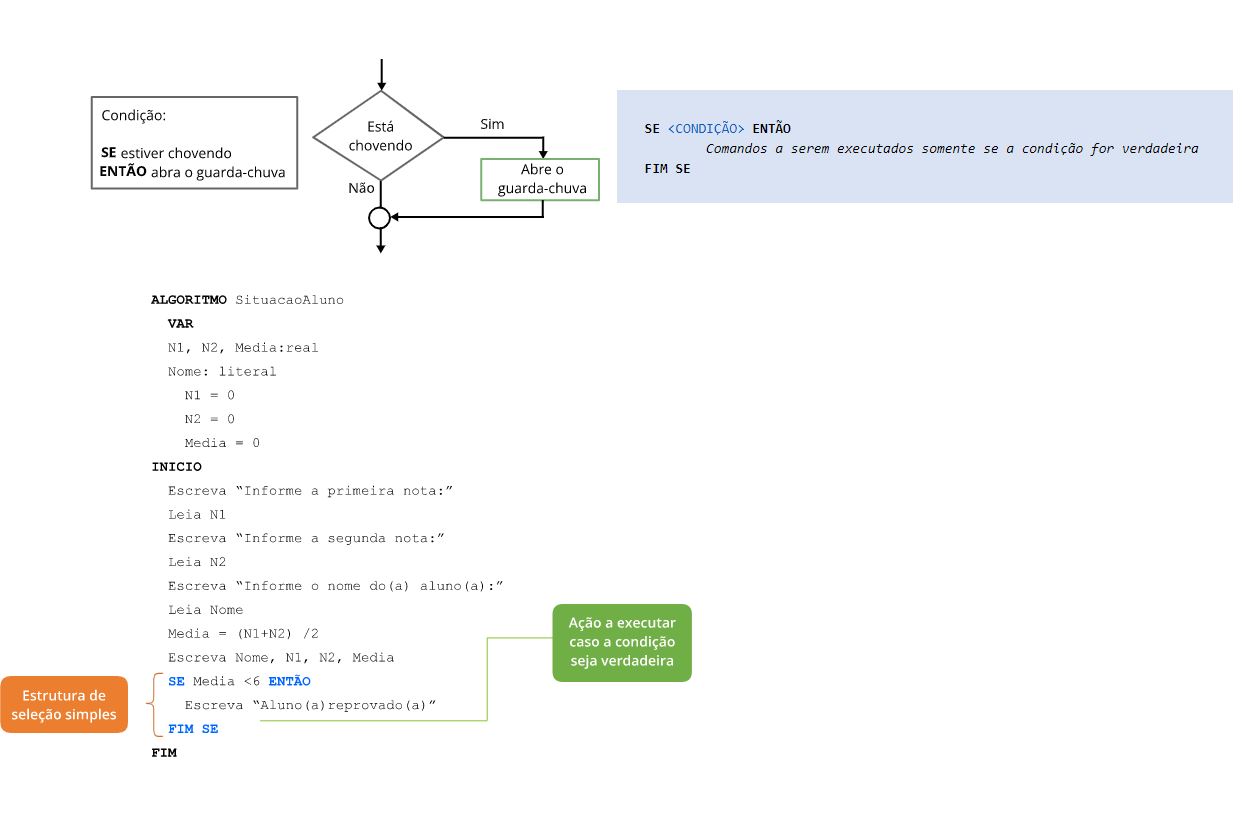 Condição:
SE estiver chovendo
ENTÃO abra o guarda-chuva
Está
chovendo
Sim
Não
Abre o
guarda-chuva
SE <CONDIÇÃO> ENTÃO
Comandos a serem executados somente se a condição for verdadeira
FIM SE
ALGORITMO SituacaoAluno
VAR
N1, N2, Media:real
Nome: literal
N1 = 0
N2 = 0
Media = 0
INICIO
Escreva “Informe a primeira nota:”
Leia N1
Escreva “Informe a segunda nota:”
Leia N2
Escreva “Informe o nome do(a) aluno(a):”
Leia Nome
Media = (N1+N2) /2
Escreva Nome, N1, N2, Media
SE Media <6 ENTÃO
Escreva “Aluno(a)reprovado(a)”
FIM SE
FIM
Ação a executar
caso a condição
seja verdadeira
Estrutura de
seleção simples